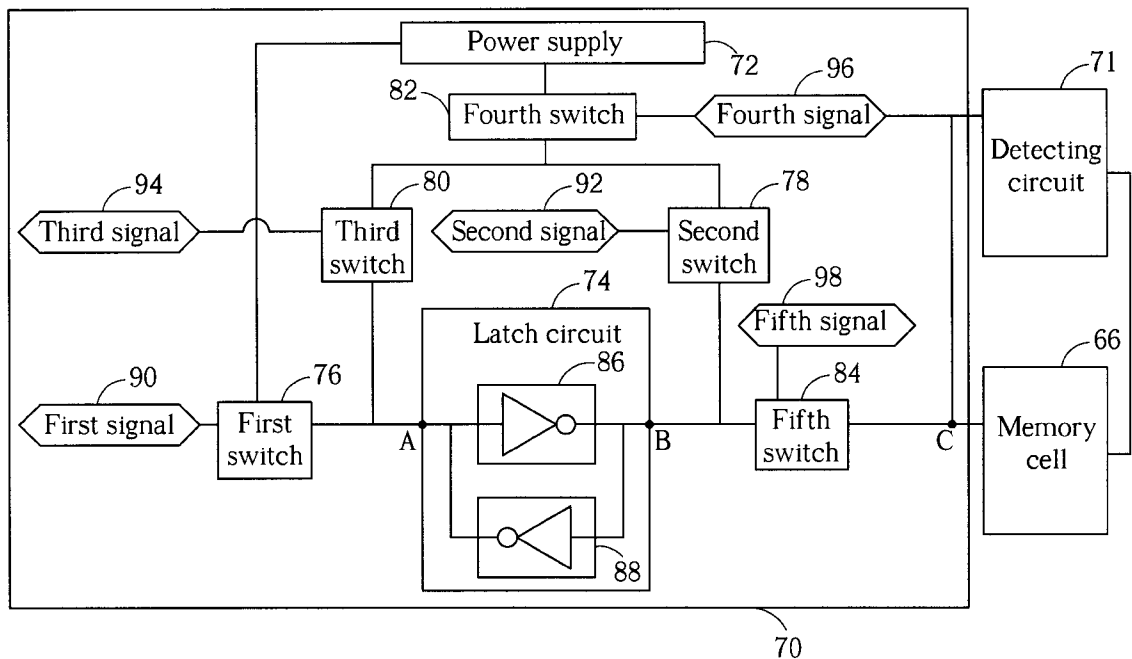 Power supply
72
96
71
82
Fourth switch
Fourth signal
Detecting
circuit
94
80
92
78
Third signal
Third
switch
Second signal
Second
switch
74
98
Latch circuit
Fifth signal
90
76
86
84
66
First signal
First
switch
A
B
Fifth
switch
C
Memory
cell
88
70